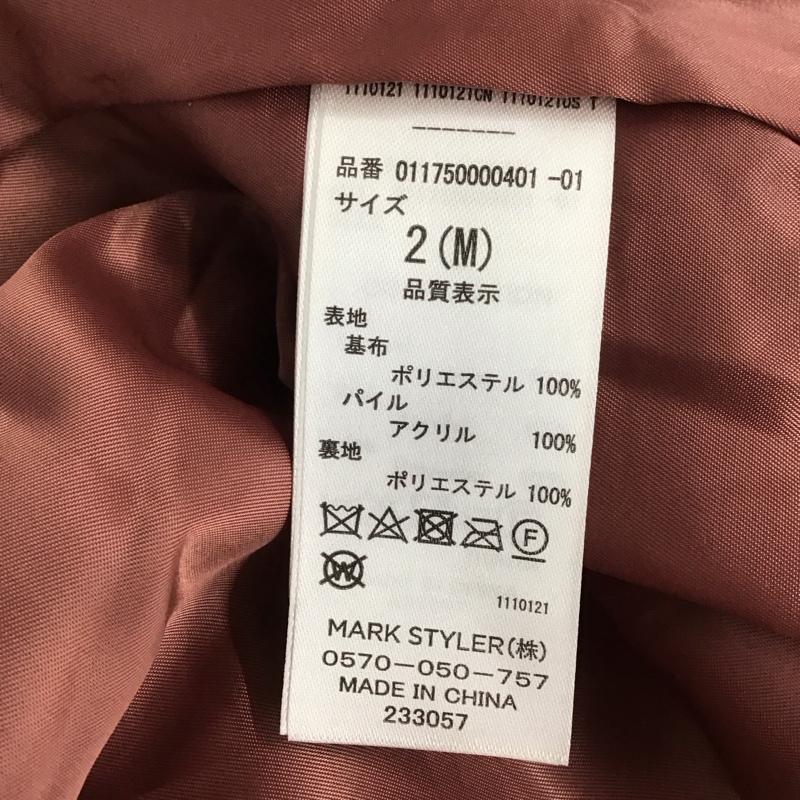 1110121 1110121CN 1110121US T
-------
品番 011750000401 -01
サイズ
2(M)
品質表示
表地
基布
ポリエステル 100%
パイル
アクリル 100%
裏地
ポリエステル 100%
F
W
1110121
MARK STYLER(株)
0570-050-757
MADE IN CHINA
233057